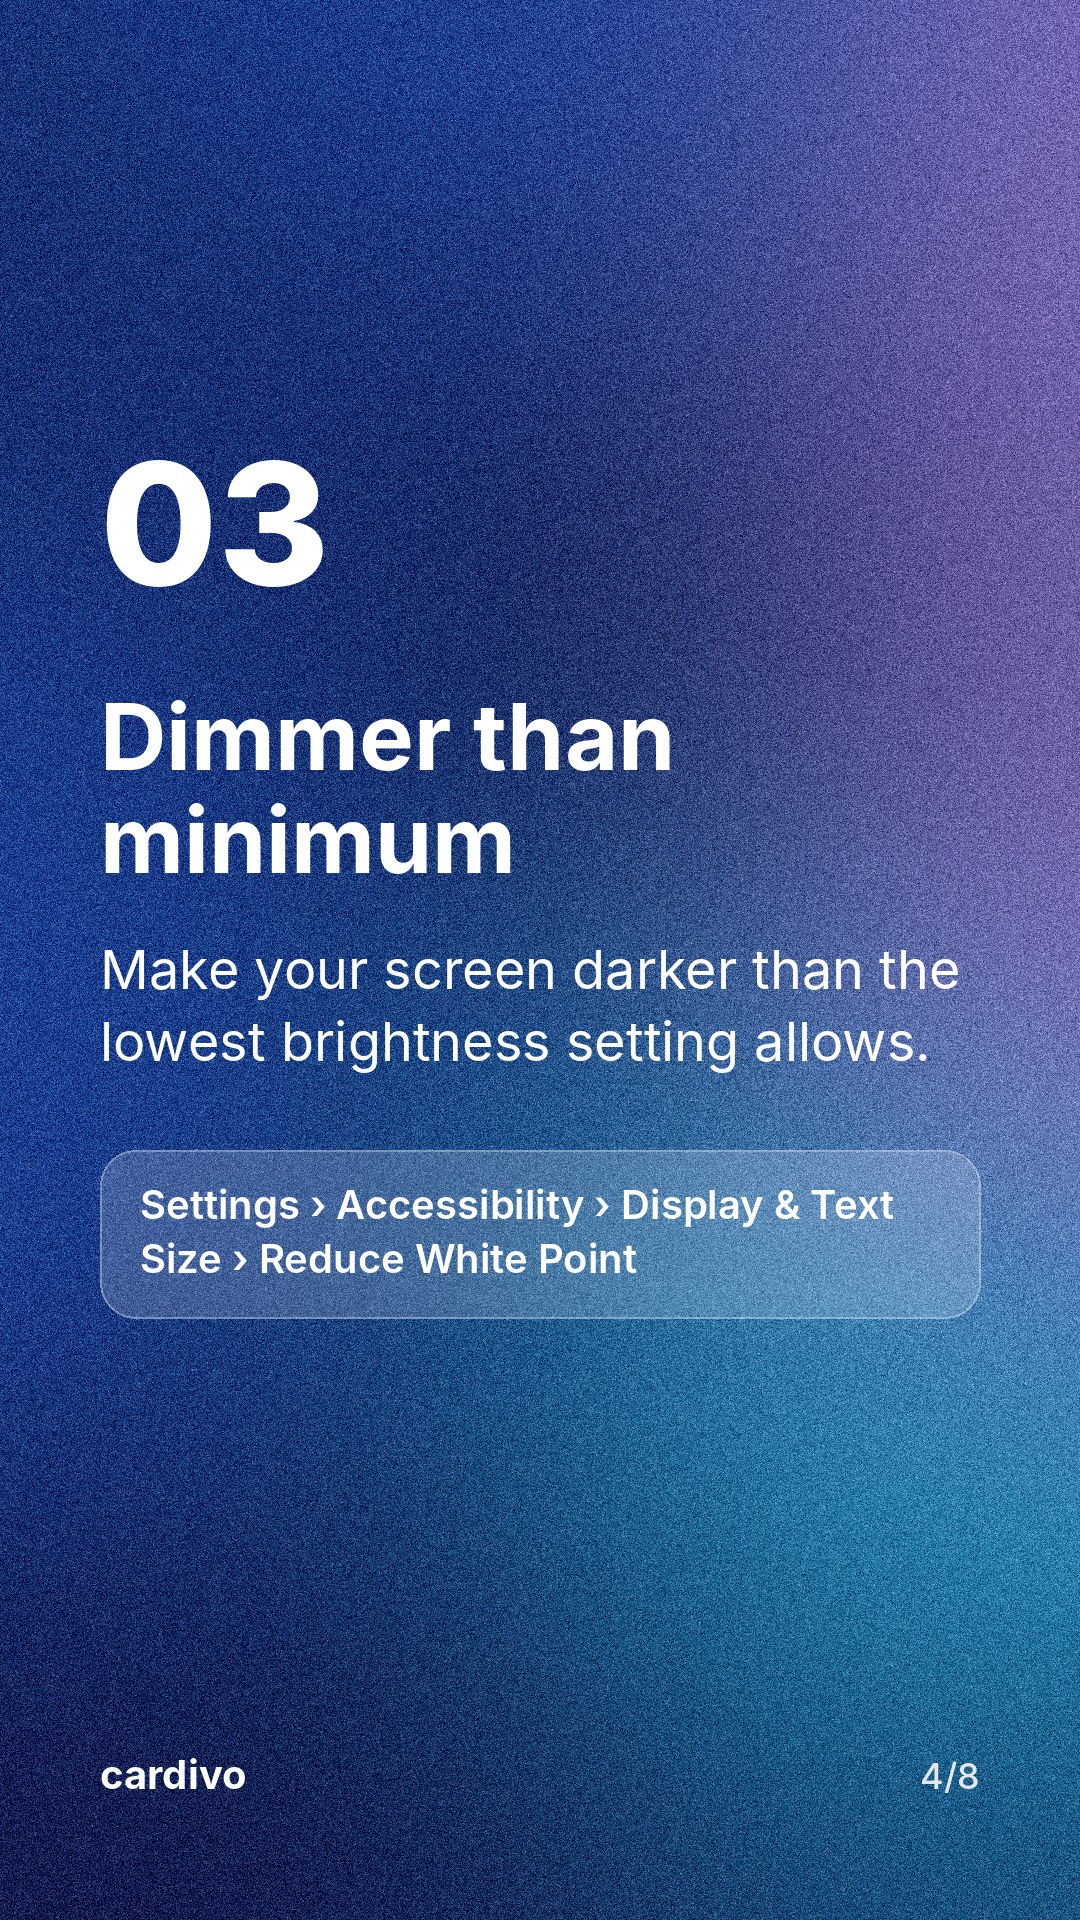 03
Dimmer than
minimum
Make your screen darker than the
lowest brightness setting allows.
Settings › Accessibility › Display & Text
Size › Reduce White Point
cardivo
4/8